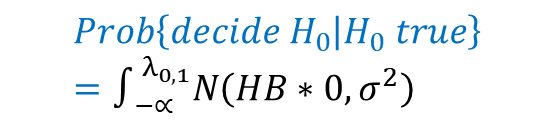 Prob{decide H₀|H₀ true}
= ∫_{-∝}^{λ₀,₁} N(HB * 0, σ²)